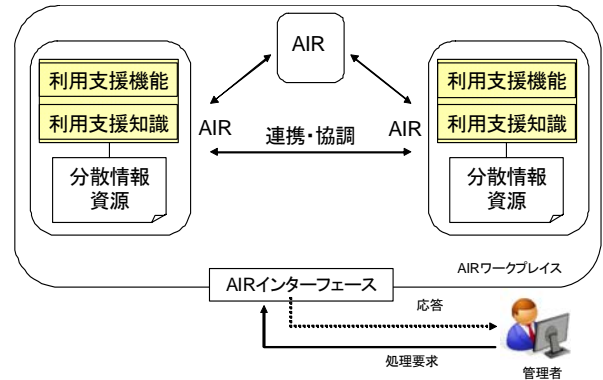 AIR
利用支援機能
利用支援知識
分散情報
資源
AIR
連携・協調
AIR
利用支援機能
利用支援知識
分散情報
資源
AIRワークプレイス
AIRインターフェース
応答
処理要求
管理者